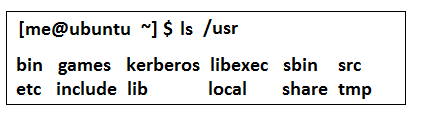 [me@ubuntu ~] $ ls /usr
bin games kerberos libexec sbin src
etc include lib local share tmp